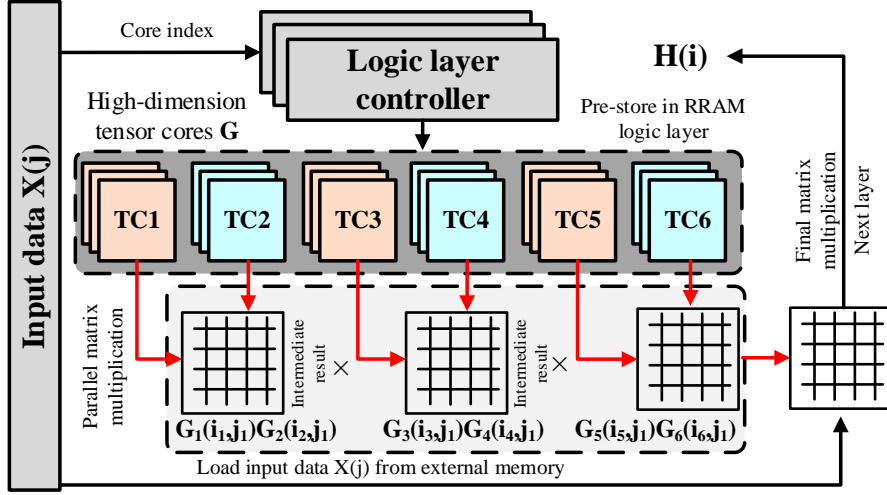 Input data X(j)
Core index
Logic layer
controller
H(i)
High-dimension
tensor cores G
Pre-store in RRAM
logic layer
TC1
TC2
TC3
TC4
TC5
TC6
Parallel matrix
multiplication
Intermediate
result
×
Intermediate
result
×
Final matrix
multiplication
Next layer
G₁(i₁,j₁)G₂(i₂,j₁)
G₃(i₃,j₁)G₄(i₄,j₁)
G₅(i₅,j₁)G₆(i₆,j₁)
Load input data X(j) from external memory